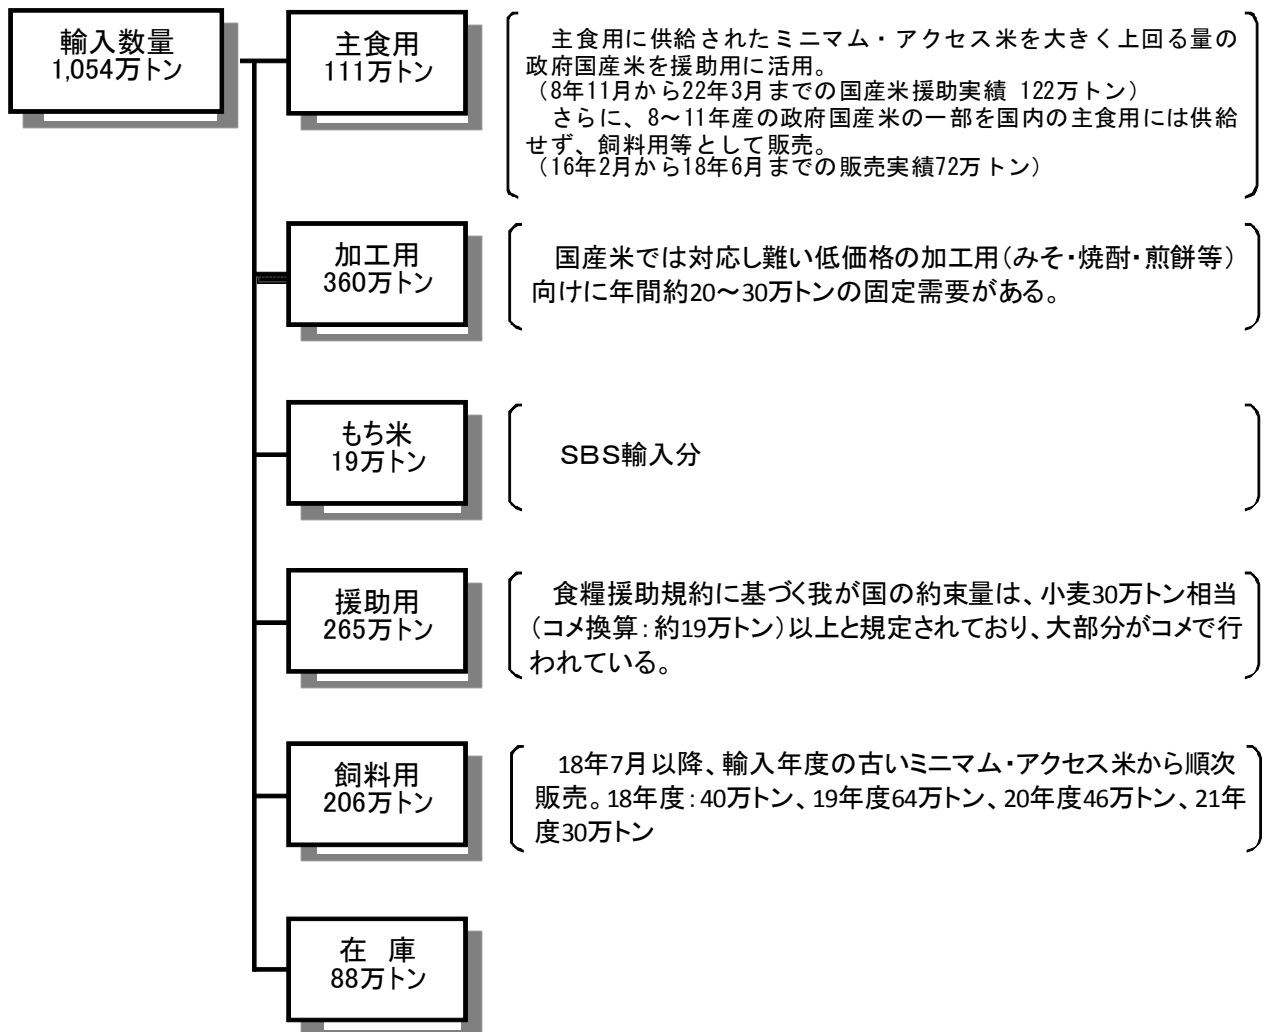 輸入数量
1,054万トン
主食用
111万トン
主食用に供給されたミニマム・アクセス米を大きく上回る量の
政府国産米を援助用に活用。
（8年11月から22年3月までの国産米援助実績 122万トン）
さらに、8～11年産の政府国産米の一部を国内の主食用には供給
せず、飼料用等として販売。
（16年2月から18年6月までの販売実績72万トン）
加工用
360万トン
国産米では対応し難い低価格の加工用（みそ・焼酎・煎餅等）
向けに年間約20～30万トンの固定需要がある。
もち米
19万トン
ＳＢＳ輸入分
援助用
265万トン
食糧援助規約に基づく我が国の約束量は、小麦30万トン相当
（コメ換算：約19万トン）以上と規定されており、大部分がコメで行
われている。
飼料用
206万トン
18年7月以降、輸入年度の古いミニマム・アクセス米から順次
販売。18年度：40万トン、19年度64万トン、20年度46万トン、21年
度30万トン
在　庫
88万トン